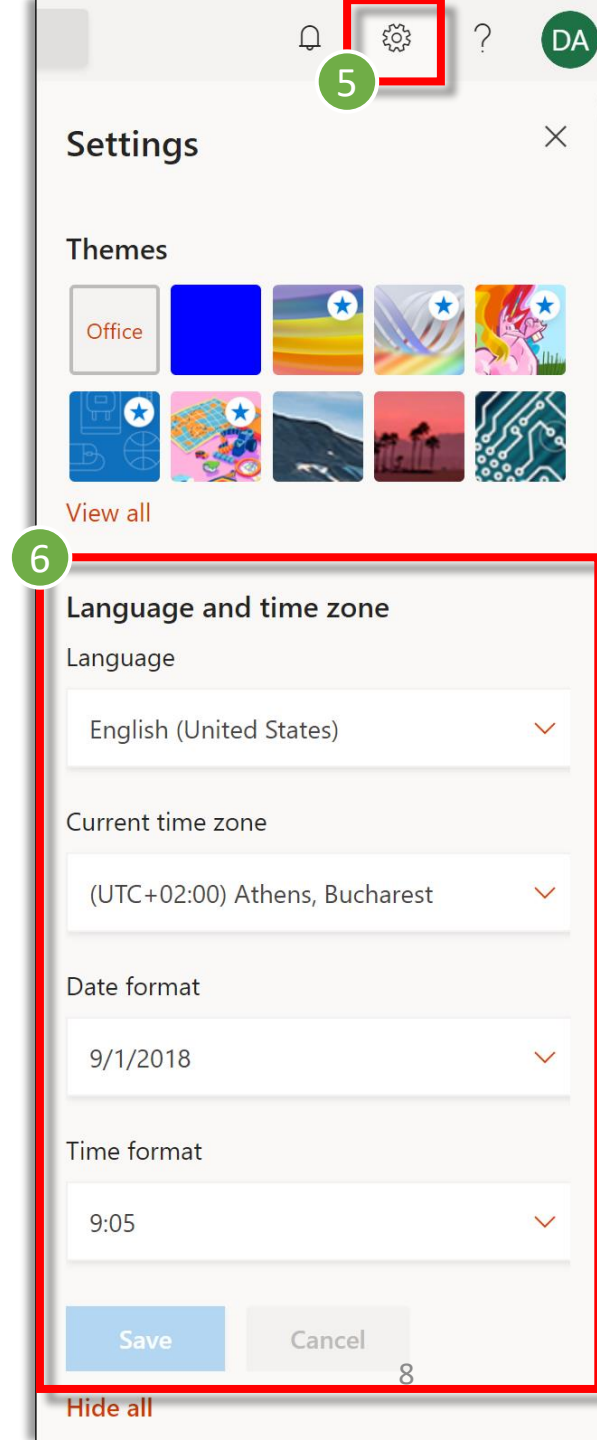 ? DA
5
Settings
Themes
Office
View all
6
Language and time zone
Language
English (United States)
Current time zone
(UTC+02:00) Athens, Bucharest
Date format
9/1/2018
Time format
9:05
Save Cancel
8
Hide all